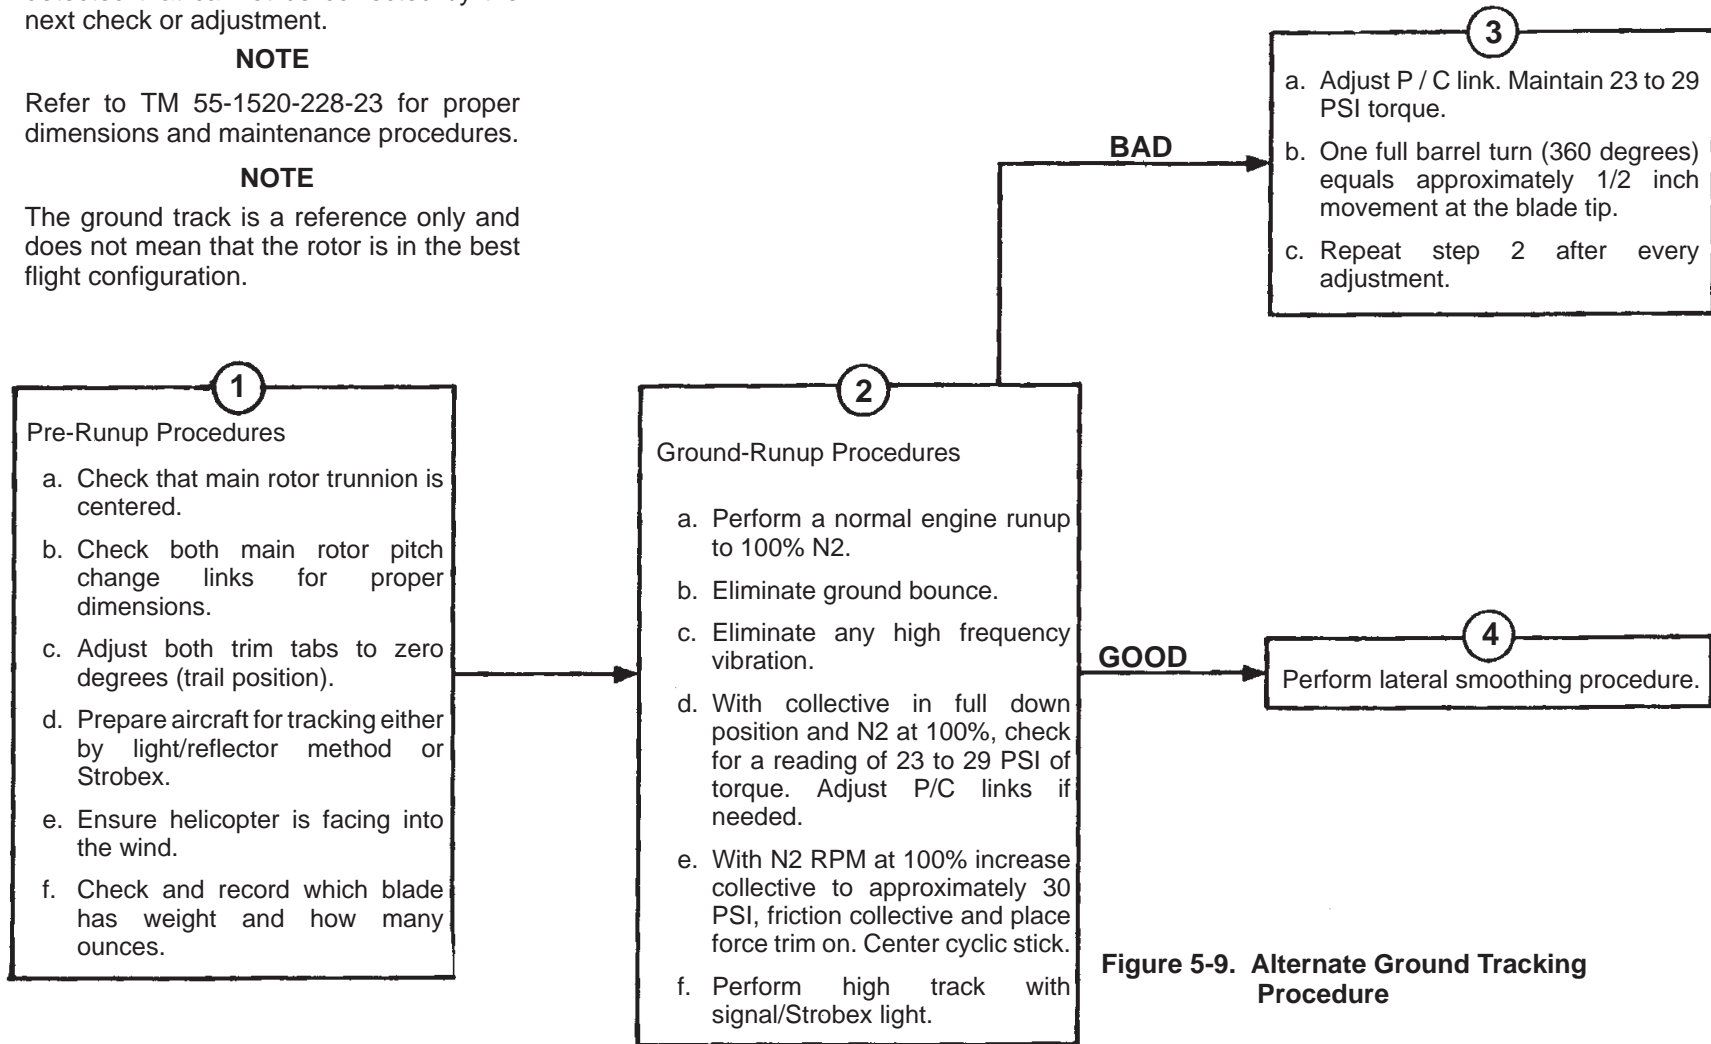 next check or adjustment.
NOTE
Refer to TM 55-1520-228-23 for proper
dimensions and maintenance procedures.
NOTE
The ground track is a reference only and
does not mean that the rotor is in the best
flight configuration.
1
Pre-Runup Procedures
a. Check that main rotor trunnion is
centered.
b. Check both main rotor pitch
change links for proper
dimensions.
c. Adjust both trim tabs to zero
degrees (trail position).
d. Prepare aircraft for tracking either
by light/reflector method or
Strobex.
e. Ensure helicopter is facing into
the wind.
f. Check and record which blade
has weight and how many
ounces.
2
Ground-Runup Procedures
a. Perform a normal engine runup
to 100% N2.
b. Eliminate ground bounce.
c. Eliminate any high frequency
vibration.
d. With collective in full down
position and N2 at 100%, check
for a reading of 23 to 29 PSI of
torque. Adjust P/C links if
needed.
e. With N2 RPM at 100% increase
collective to approximately 30
PSI, friction collective and place
force trim on. Center cyclic stick.
f. Perform high track with
signal/Strobex light.
BAD
3
a. Adjust P / C link. Maintain 23 to 29
PSI torque.
b. One full barrel turn (360 degrees)
equals approximately 1/2 inch
movement at the blade tip.
c. Repeat step 2 after every
adjustment.
GOOD
4
Perform lateral smoothing procedure.
Figure 5-9. Alternate Ground Tracking
Procedure